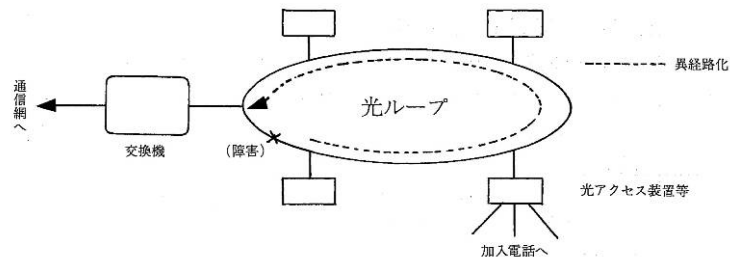 異経路化
通信網へ
光ループ
交換機
(障害)
光アクセス装置等
加入電話へ